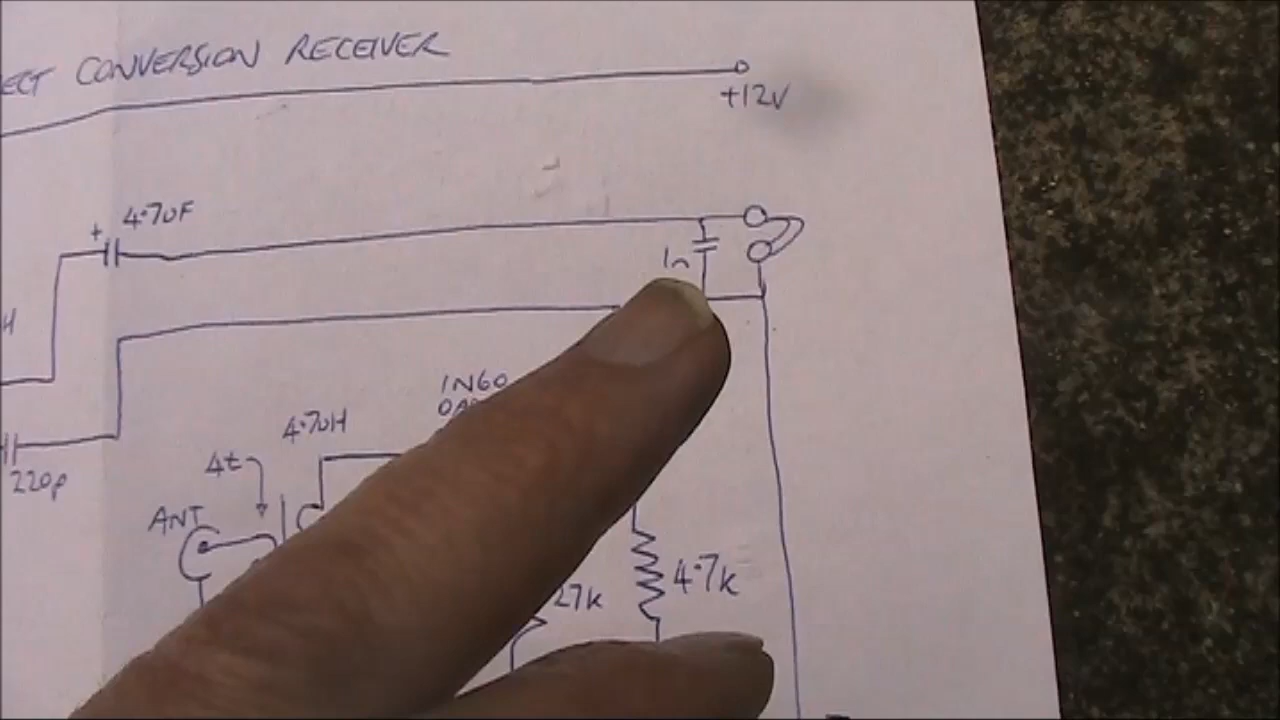 ECT CONVERSION RECEIVER
+12V
+ 4.7uF
1n
H
1N60
4.7uH
4t
220p
ANT
27k
4.7k